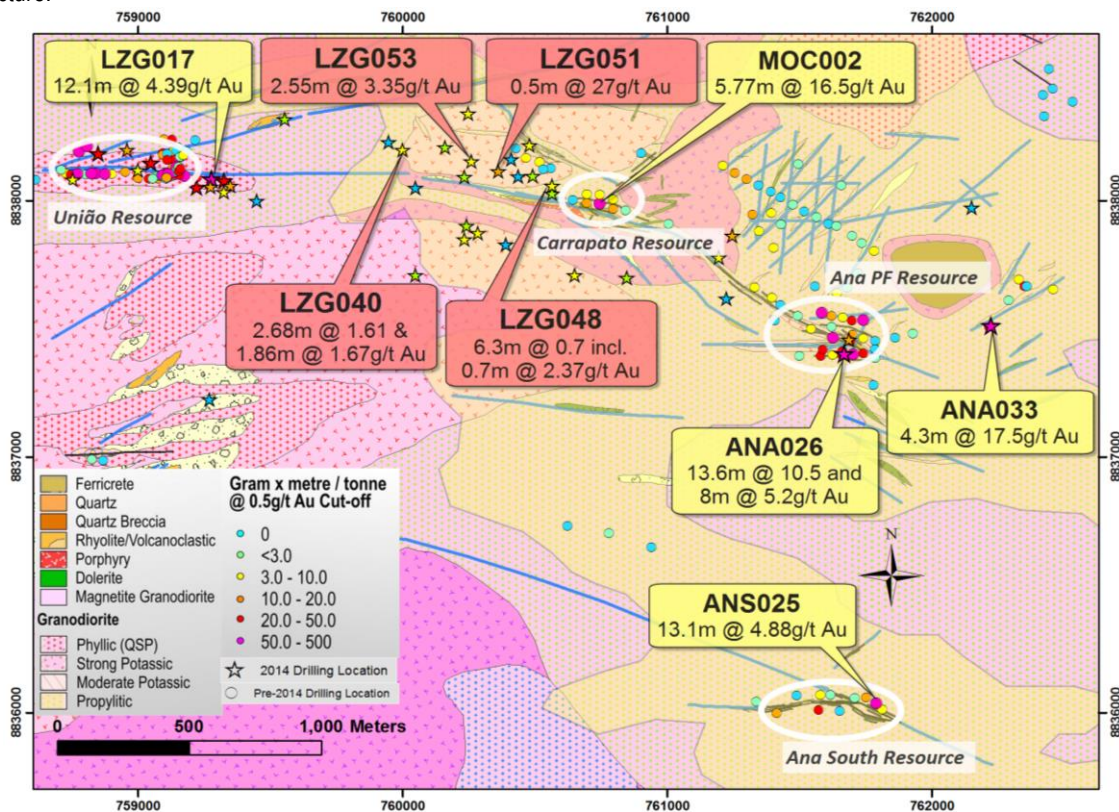 759000
760000
761000
762000
LZG017
12.1m @ 4.39g/t Au
LZG053
2.55m @ 3.35g/t Au
LZG051
0.5m @ 27g/t Au
MOC002
5.77m @ 16.5g/t Au
N
8838000
8838000
União Resource
Carrapato Resource
Ana PF Resource
LZG040
2.68m @ 1.61 &
1.86m @ 1.67g/t Au
LZG048
6.3m @ 0.7 incl.
0.7m @ 2.37g/t Au
ANA033
4.3m @ 17.5g/t Au
ANA026
13.6m @ 10.5 and
8m @ 5.2g/t Au
8837000
8837000
Ferricrete
Quartz
Quartz Breccia
Rhyolite/Volcanoclastic
Porphyry
Dolerite
Magnetite Granodiorite
Granodiorite
Phyllic (QSP)
Strong Potassic
Moderate Potassic
Propylitic
Gram x metre / tonne
@ 0.5g/t Au Cut-off
0
<3.0
3.0 - 10.0
10.0 - 20.0
20.0 - 50.0
50.0 - 500
2014 Drilling Location
Pre-2014 Drilling Location
N
ANS025
13.1m @ 4.88g/t Au
8836000
8836000
0 500 1,000 Meters
Ana South Resource
759000
760000
761000
762000